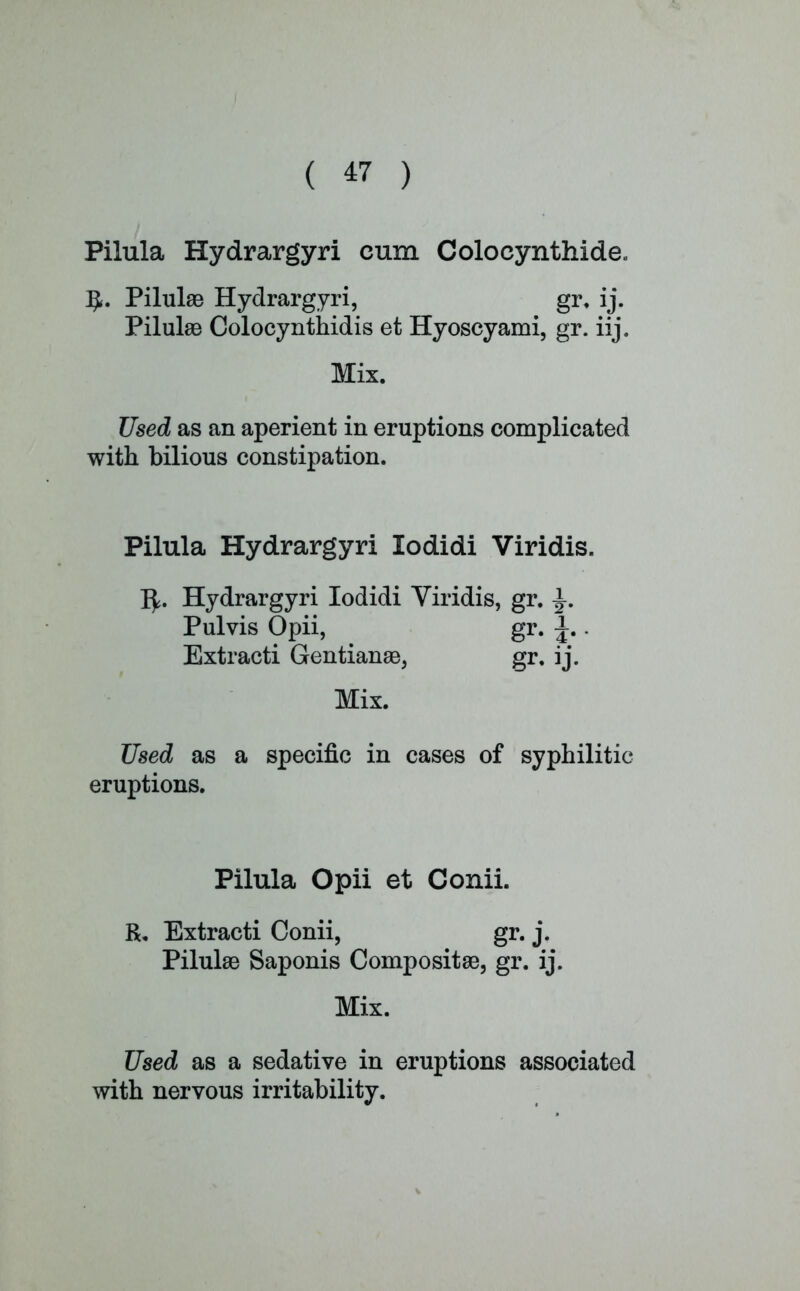 ( 47 )
Pilula Hydrargyri cum Colocynthide.
℞. Pilulæ Hydrargyri, gr. ij.
Pilulæ Colocynthidis et Hyoscyami, gr. iij.
Mix.
Used as an aperient in eruptions complicated
with bilious constipation.
Pilula Hydrargyri Iodidi Viridis.
℞. Hydrargyri Iodidi Viridis, gr. ½.
Pulvis Opii, gr. ¼.
Extracti Gentianæ, gr. ij.
Mix.
Used as a specific in cases of syphilitic
eruptions.
Pilula Opii et Conii.
R. Extracti Conii, gr. j.
Pilulæ Saponis Compositæ, gr. ij.
Mix.
Used as a sedative in eruptions associated
with nervous irritability.